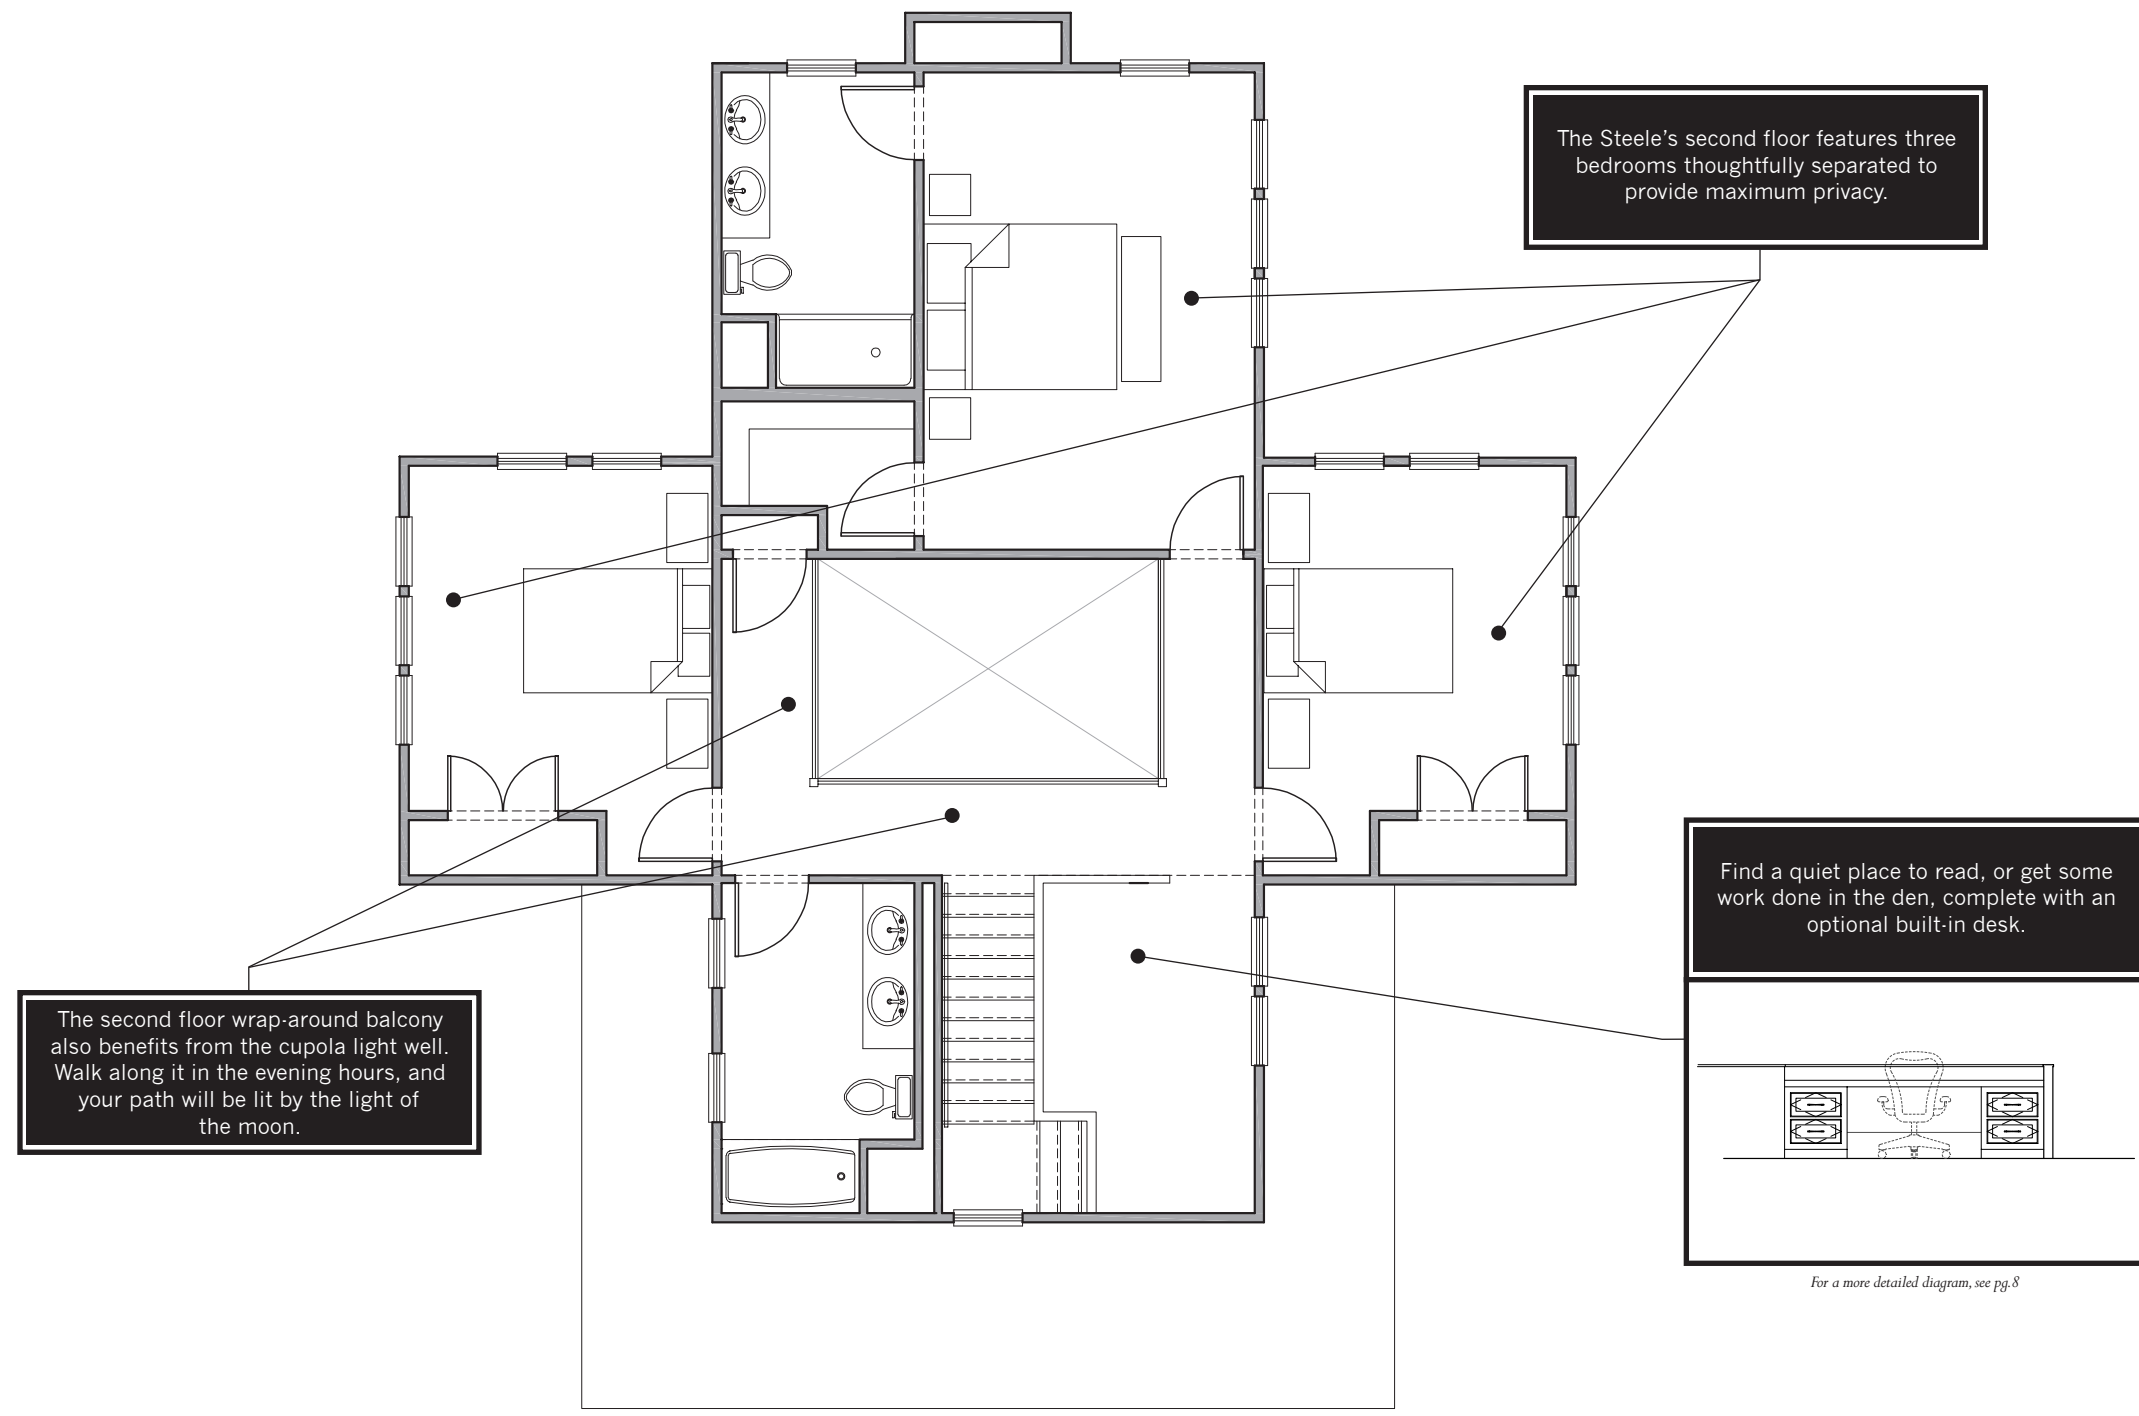 The Steele’s second floor features three
bedrooms thoughtfully separated to
provide maximum privacy.
Find a quiet place to read, or get some
work done in the den, complete with an
optional built-in desk.
The second floor wrap-around balcony
also benefits from the cupola light well.
Walk along it in the evening hours, and
your path will be lit by the light of
the moon.
For a more detailed diagram, see pg.8